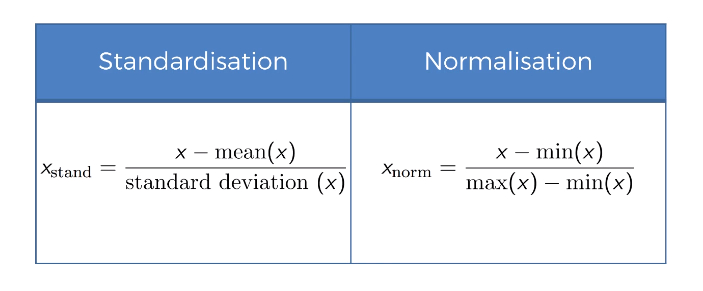 Standardisation
Normalisation
x_stand = (x − mean(x)) / (standard deviation (x))
x_norm = (x − min(x)) / (max(x) − min(x))